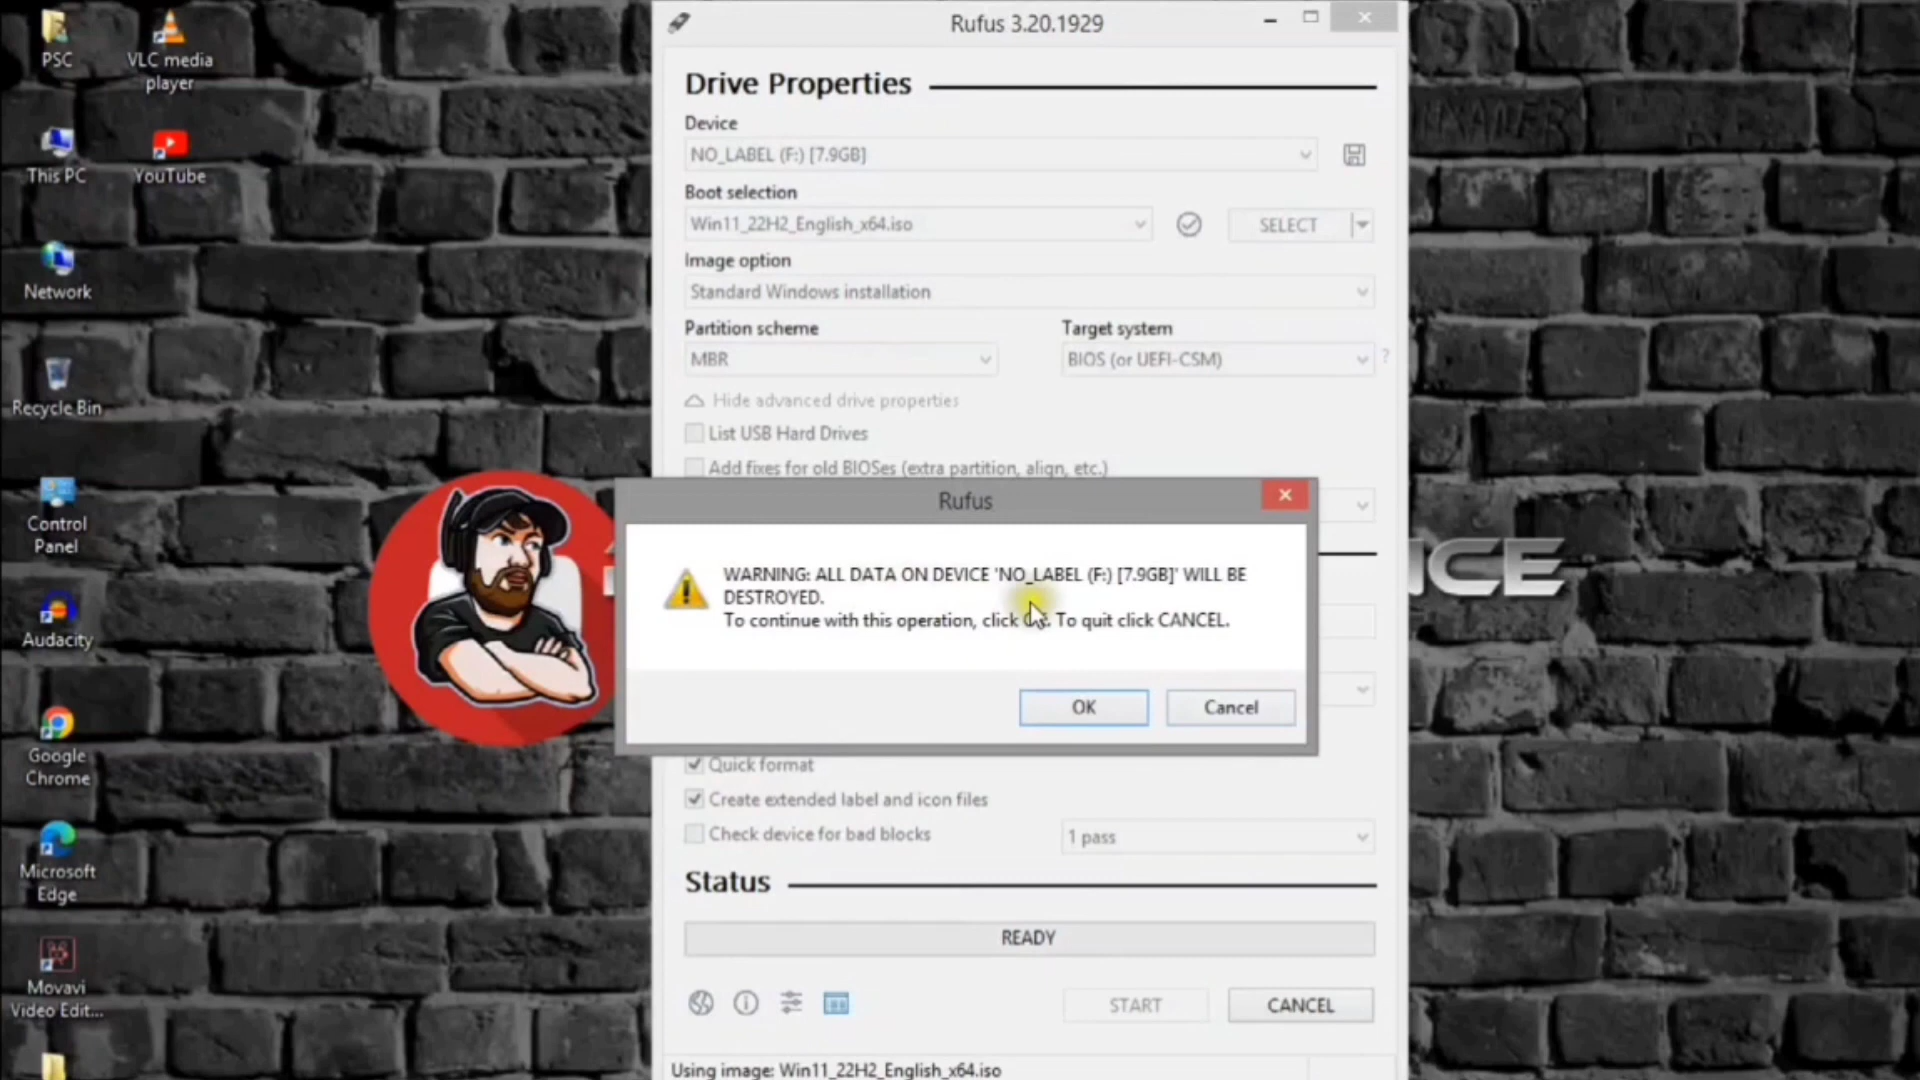 PSC
VLC media
player
This PC
YouTube
Network
Recycle Bin
Control
Panel
Audacity
Google
Chrome
Microsoft
Edge
Movavi
Video Edit...
Rufus 3.20.1929
Drive Properties
Device
NO_LABEL (F:) [7.9GB]
Boot selection
Win11_22H2_English_x64.iso
SELECT
Image option
Standard Windows installation
Partition scheme
Target system
MBR
BIOS (or UEFI-CSM)
?
Hide advanced drive properties
List USB Hard Drives
Add fixes for old BIOSes (extra partition, align, etc.)
Rufus
WARNING: ALL DATA ON DEVICE 'NO_LABEL (F:) [7.9GB]' WILL BE
DESTROYED.
To continue with this operation, click . To quit click CANCEL.
OK
Cancel
Quick format
Create extended label and icon files
Check device for bad blocks
1 pass
Status
READY
START
CANCEL
Using image: Win11_22H2_English_x64.iso